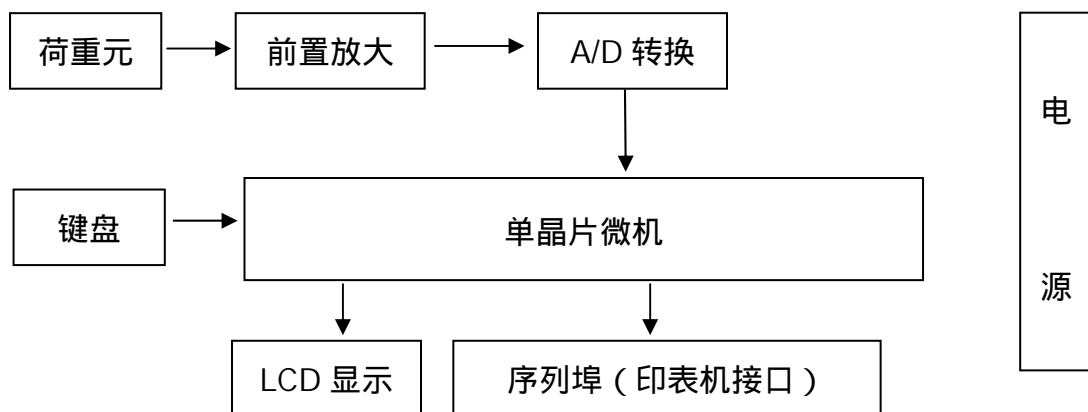 荷重元
前置放大
A/D 转换
电
源
键盘
单晶片微机
LCD 显示
序列埠（印表机接口）